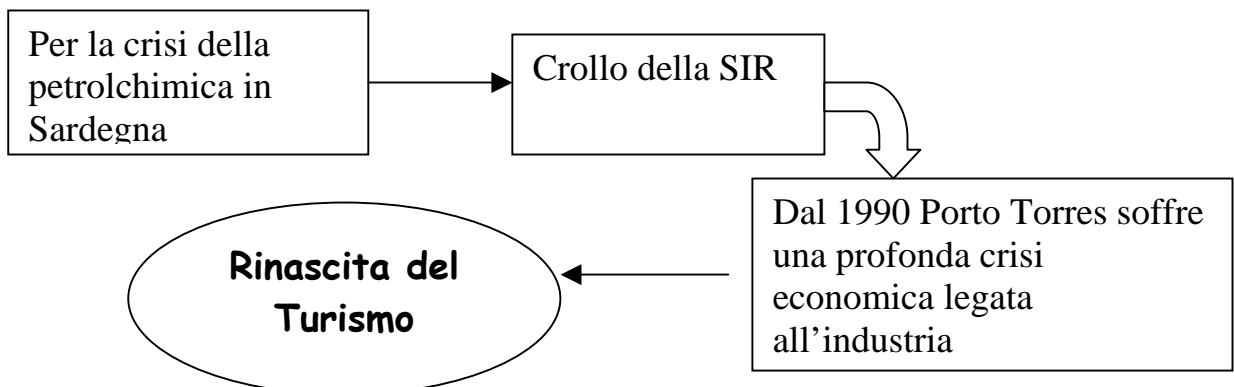 Per la crisi della
petrolchimica in
Sardegna
Crollo della SIR
Dal 1990 Porto Torres soffre
una profonda crisi
economica legata
all’industria
Rinascita del
Turismo